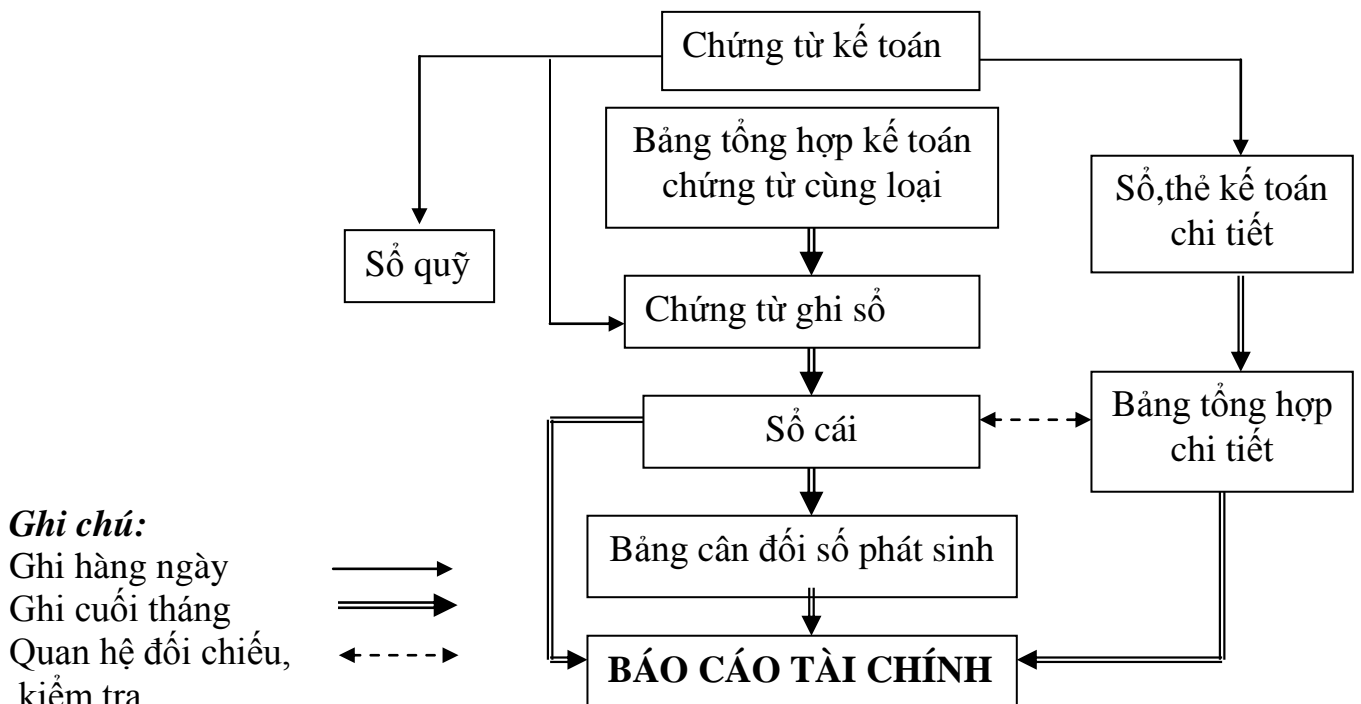 Chứng từ kế toán
Bảng tổng hợp kế toán
chứng từ cùng loại
Sổ,thẻ kế toán
chi tiết
Sổ quỹ
Chứng từ ghi sổ
Sổ cái
Bảng tổng hợp
chi tiết
Bảng cân đối số phát sinh
BÁO CÁO TÀI CHÍNH
Ghi chú:
Ghi hàng ngày
Ghi cuối tháng
Quan hệ đối chiếu,
kiểm tra